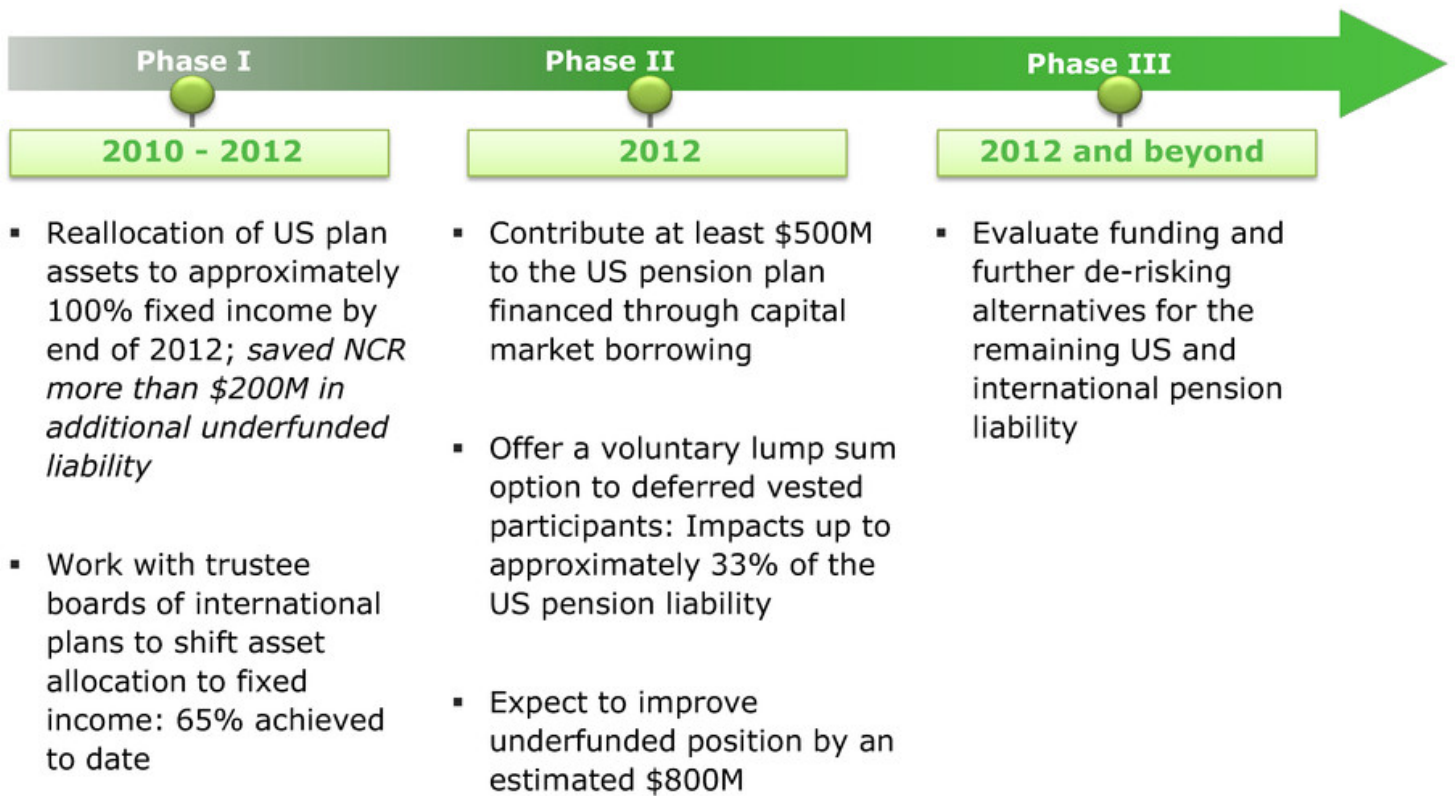 Phase I
Phase II
Phase III
2010 - 2012
2012
2012 and beyond
▪ Reallocation of US plan
assets to approximately
100% fixed income by
end of 2012; saved NCR
more than $200M in
additional underfunded
liability
▪ Work with trustee
boards of international
plans to shift asset
allocation to fixed
income: 65% achieved
to date
▪ Contribute at least $500M
to the US pension plan
financed through capital
market borrowing
▪ Offer a voluntary lump sum
option to deferred vested
participants: Impacts up to
approximately 33% of the
US pension liability
▪ Expect to improve
underfunded position by an
estimated $800M
▪ Evaluate funding and
further de-risking
alternatives for the
remaining US and
international pension
liability